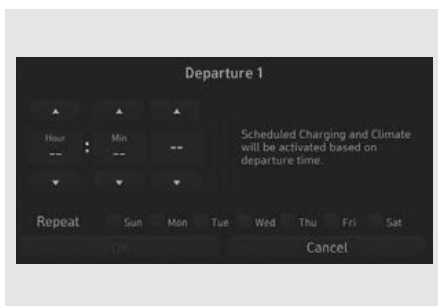 Departure 1
Hour
--
:
Min
--
--
Scheduled Charging and Climate
will be activated based on
departure time.
Repeat Sun Mon Tue Wed Thu Fri Sat
OK Cancel